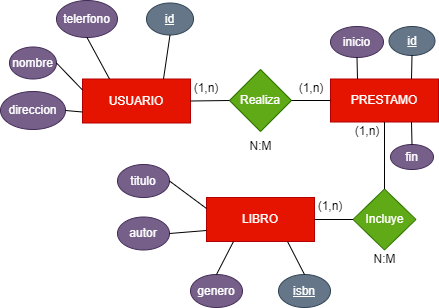 telerfono
id
nombre
direccion
USUARIO
(1,n)
Realiza
N:M
(1,n)
inicio
id
PRESTAMO
(1,n)
fin
titulo
autor
LIBRO
(1,n)
Incluye
N:M
genero
isbn